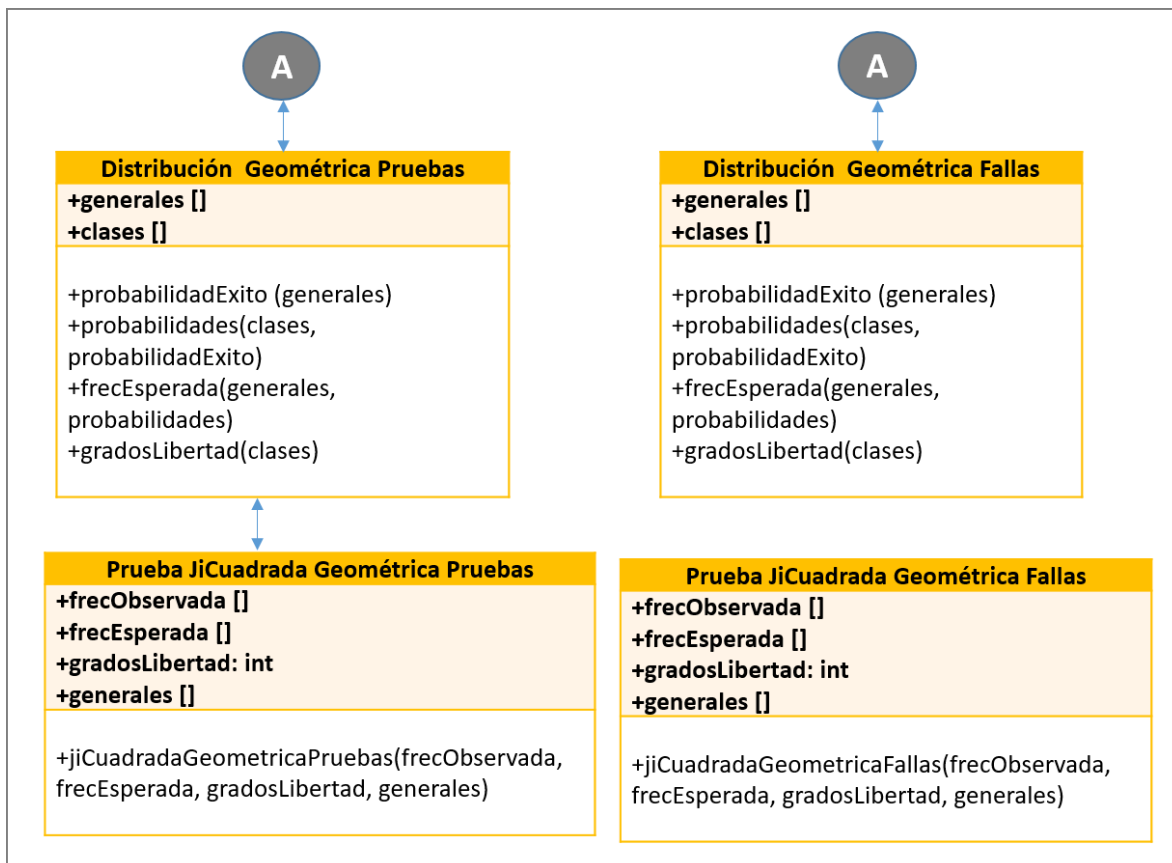 A
Distribución  Geométrica Pruebas
+generales []
+clases []
+probabilidadExito (generales)
+probabilidades(clases,
probabilidadExito)
+frecEsperada(generales,
probabilidades)
+gradosLibertad(clases)
Prueba JiCuadrada Geométrica Pruebas
+frecObservada []
+frecEsperada []
+gradosLibertad: int
+generales []
+jiCuadradaGeometricaPruebas(frecObservada,
frecEsperada, gradosLibertad, generales)
A
Distribución  Geométrica Fallas
+generales []
+clases []
+probabilidadExito (generales)
+probabilidades(clases,
probabilidadExito)
+frecEsperada(generales,
probabilidades)
+gradosLibertad(clases)
Prueba JiCuadrada Geométrica Fallas
+frecObservada []
+frecEsperada []
+gradosLibertad: int
+generales []
+jiCuadradaGeometricaFallas(frecObservada,
frecEsperada, gradosLibertad, generales)